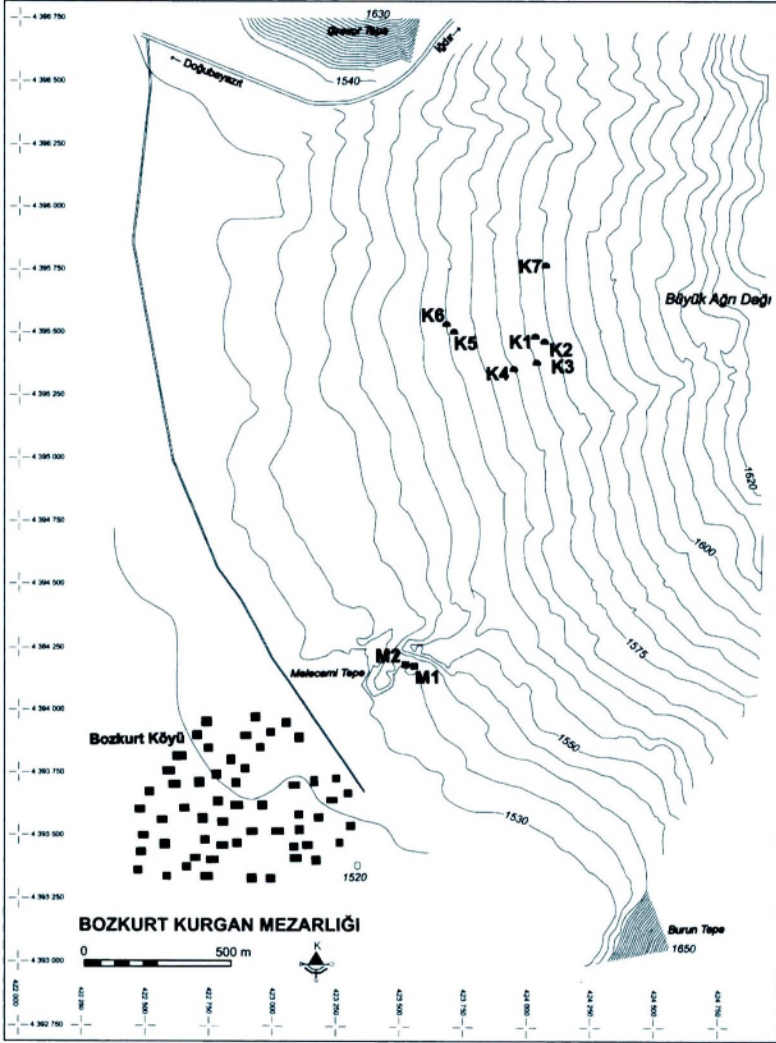 4 396 750
1630
Gresor Tepe
Iğdır→
← Doğubayazıt
1540
4 396 500
4 396 250
4 396 000
K7
4 395 750
Büyük Ağrı Dağı
K6
4 395 500
K5
K1
K2
K3
K4
4 395 250
4 395 000
1620
4 394 750
1600
4 394 500
1575
4 394 250
M2
M1
Melecami Tepe
4 394 000
Bozkurt Köyü
1550
4 393 750
1530
4 393 500
1520
4 393 250
BOZKURT KURGAN MEZARLIĞI
Burun Tepe
1650
0 500 m
K
4 393 000
422 000
422 250
422 500
422 750
423 000
423 250
423 500
423 750
424 000
424 250
424 500
424 750
4 392 750